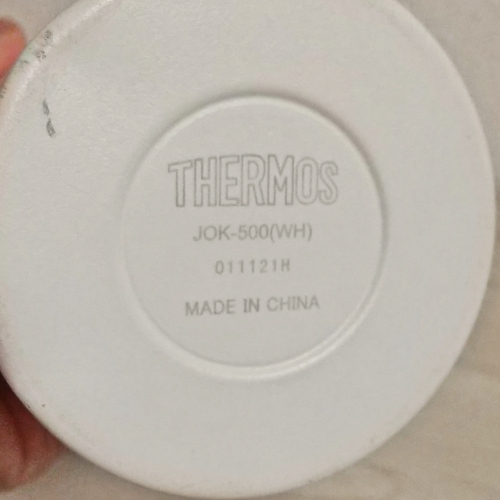 THERMOS
JOK-500(WH)
011121H
MADE IN CHINA